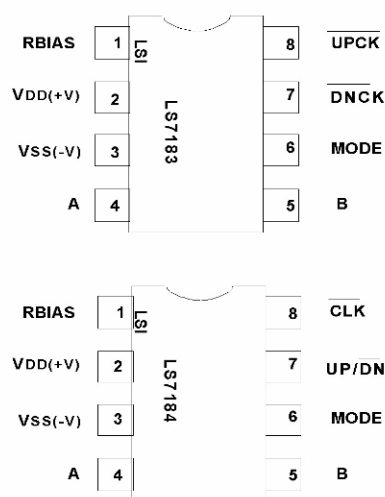 RBIAS 1 LSI 8 UPCK
VDD(+V) 2 LS7183 7 DNCK
VSS(-V) 3 6 MODE
A 4 5 B
RBIAS 1 LSI 8 CLK
VDD(+V) 2 LS7184 7 UP/DN
VSS(-V) 3 6 MODE
A 4 5 B